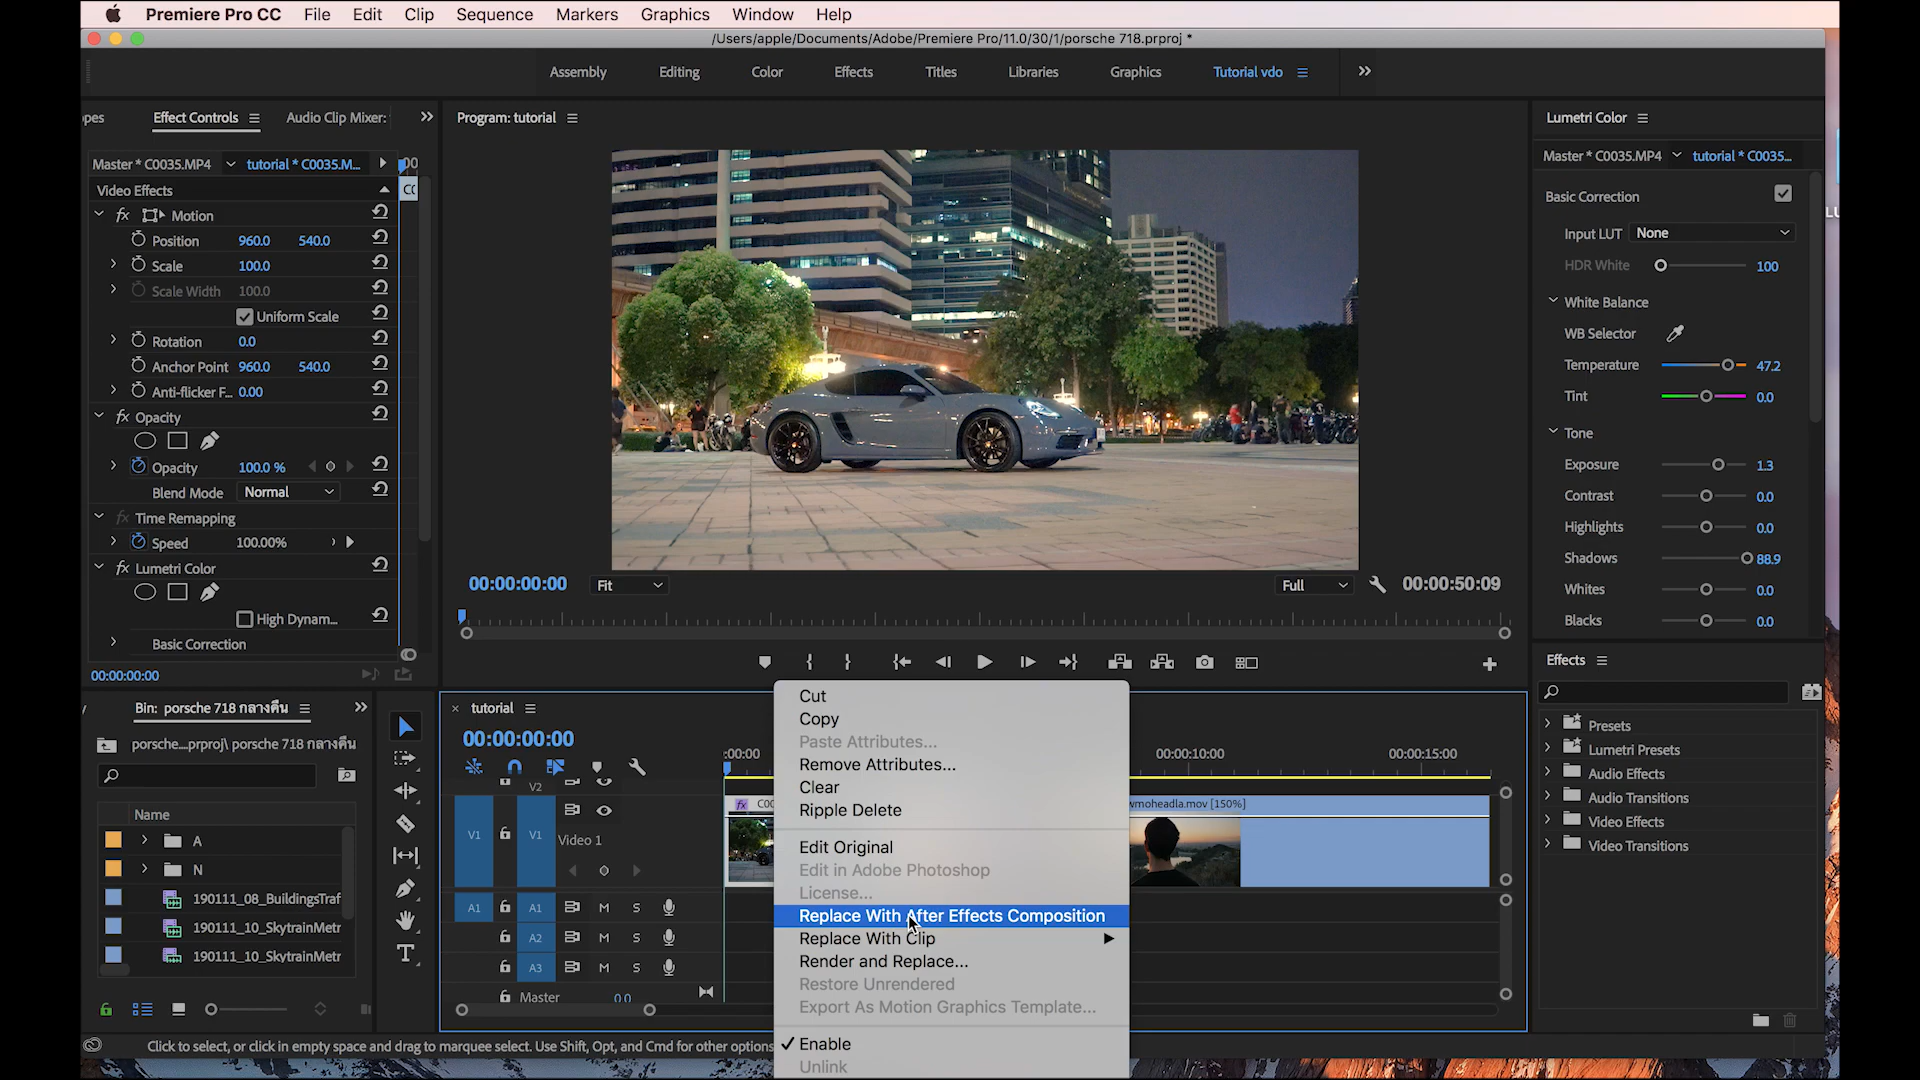 Premiere Pro CC File Edit Clip Sequence Markers Graphics Window Help
/Users/apple/Documents/Adobe/Premiere Pro/11.0/30/1/porsche 718.prproj *
Assembly Editing Color Effects Titles Libraries Graphics Tutorial vdo
opes Effect Controls Audio Clip Mixer:
Master * C0035.MP4 tutorial * C0035.M...
Video Effects
fx Motion
Position 960.0 540.0
Scale 100.0
Scale Width 100.0
Uniform Scale
Rotation 0.0
Anchor Point 960.0 540.0
Anti-flicker F... 0.00
fx Opacity
Opacity 100.0 %
Blend Mode Normal
fx Time Remapping
Speed 100.00%
fx Lumetri Color
High Dynam...
Basic Correction
00:00:00:00
Program: tutorial
00:00:00:00 Fit Full 00:00:50:09
Lumetri Color
Master * C0035.MP4 tutorial * C0035...
Basic Correction
Input LUT None
HDR White 100
White Balance
WB Selector
Temperature 47.2
Tint 0.0
Tone
Exposure 1.3
Contrast 0.0
Highlights 0.0
Shadows 88.9
Whites 0.0
Blacks 0.0
Effects
Presets
Lumetri Presets
Audio Effects
Audio Transitions
Video Effects
Video Transitions
Bin: porsche 718 กลางคืน
porsche...prproj\ porsche 718 กลางคืน
Name
A
N
190111_08_BuildingsTraf
190111_10_SkytrainMetr
190111_10_SkytrainMetr
tutorial
00:00:00:00
:00:00 00:00:10:00 00:00:15:00
V2
V1 V1 Video 1
fx C00
wmoheadla.mov [150%]
A1 A1 M S
A2 M S
A3 M S
Master 0.0
Cut
Copy
Paste Attributes...
Remove Attributes...
Clear
Ripple Delete
Edit Original
Edit in Adobe Photoshop
License...
Replace With After Effects Composition
Replace With Clip
Render and Replace...
Restore Unrendered
Export As Motion Graphics Template...
Enable
Unlink
Click to select, or click in empty space and drag to marquee select. Use Shift, Opt, and Cmd for other options